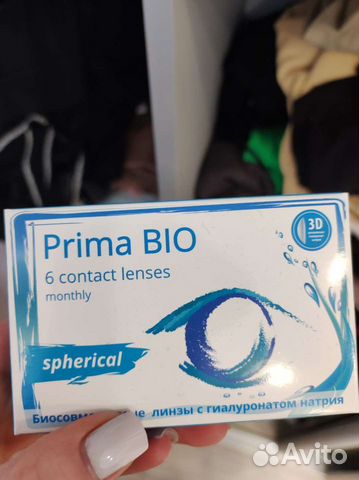 Prima BIO
6 contact lenses
monthly
3D
spherical
линзы с гиалуронатом натрия
Avito